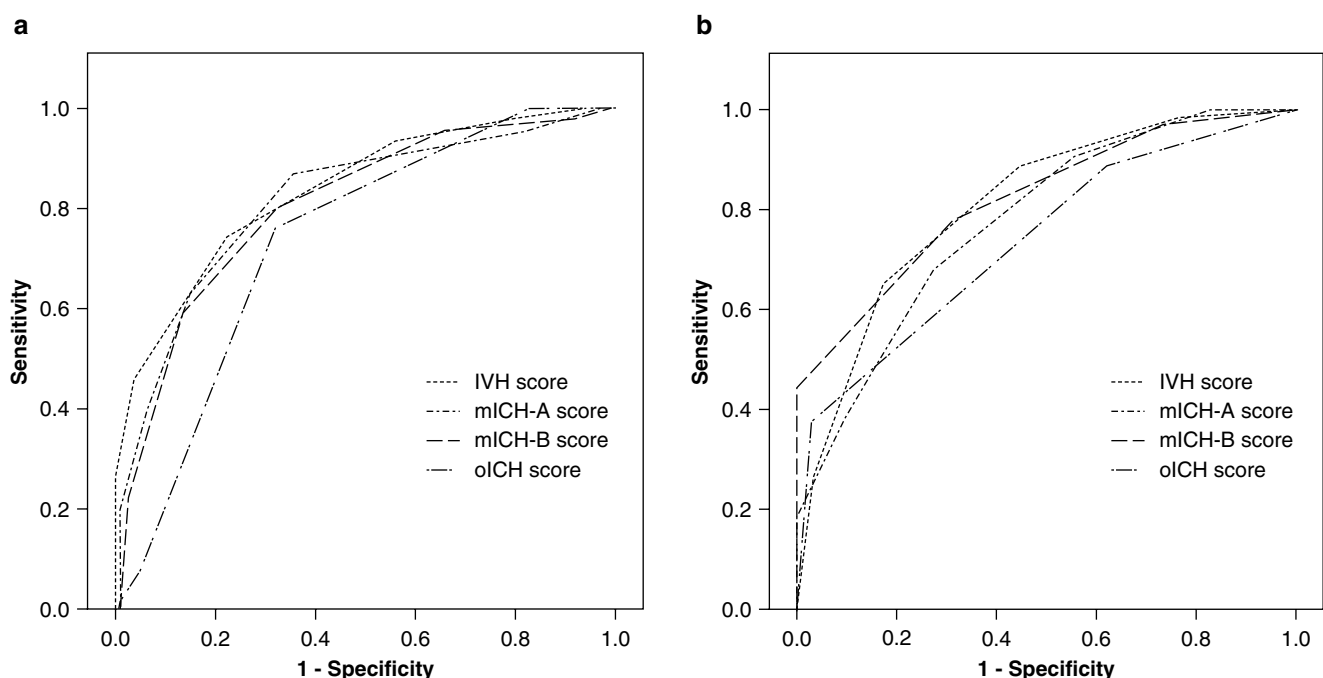 a
1.0
0.8
0.6
0.4
0.2
0.0
Sensitivity
IVH score
mICH-A score
mICH-B score
oICH score
0.0 0.2 0.4 0.6 0.8 1.0
1 - Specificity
b
1.0
0.8
0.6
0.4
0.2
0.0
Sensitivity
IVH score
mICH-A score
mICH-B score
oICH score
0.0 0.2 0.4 0.6 0.8 1.0
1 - Specificity